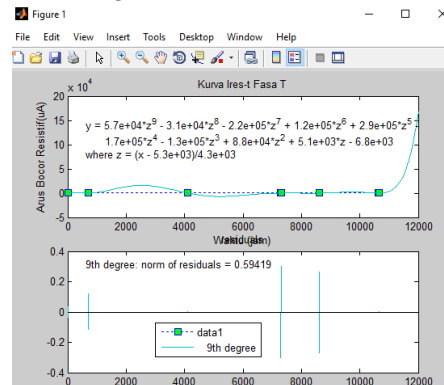 Figure 1
File Edit View Insert Tools Desktop Window Help
x 10^4
Kurva Ires-t Fasa T
20
15
10
5
0
-5
Arus Bocor Resistif(uA)
y = 5.7e+04*z^9 - 3.1e+04*z^8 - 2.2e+05*z^7 + 1.2e+05*z^6 + 2.9e+05*z^5
1.7e+05*z^4 - 1.3e+05*z^3 + 8.8e+04*z^2 + 5.1e+03*z - 6.8e+03
where z = (x - 5.3e+03)/4.3e+03
0 2000 4000 6000 8000 10000 12000
Residuals
0.4
0.2
0
-0.2
-0.4
9th degree: norm of residuals = 0.59419
data1
9th degree
0 2000 4000 6000 8000 10000 12000